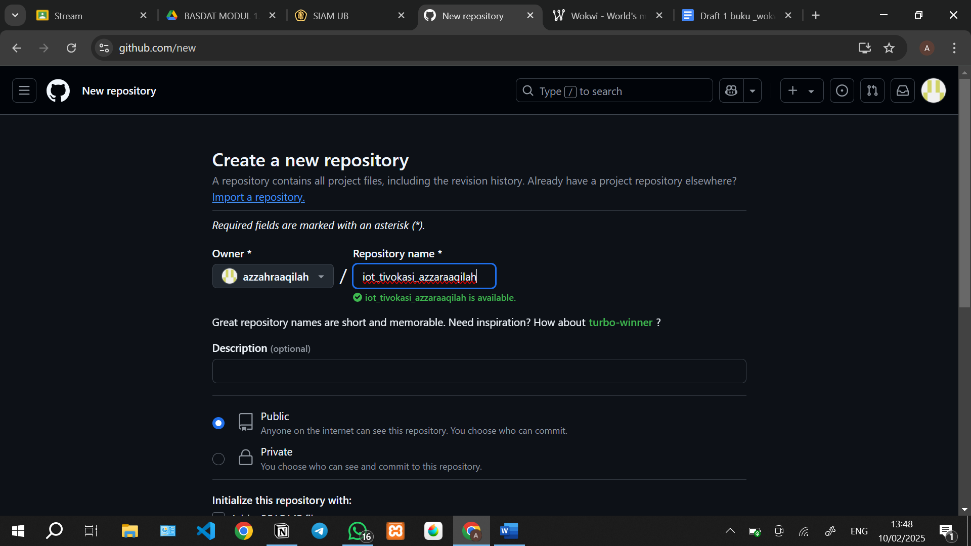 Stream
BASDAT MODUL 1
SIAM UB
New repository
Wokwi - World's m
Draft 1 buku _wok
github.com/new
A
New repository
Type / to search
Create a new repository
A repository contains all project files, including the revision history. Already have a project repository elsewhere?
Import a repository.
Required fields are marked with an asterisk (*).
Owner *
Repository name *
azzahraaqilah
/
iot_tivokasi_azzaraaqilah
iot_tivokasi_azzaraaqilah is available.
Great repository names are short and memorable. Need inspiration? How about turbo-winner ?
Description (optional)
Public
Anyone on the internet can see this repository. You choose who can commit.
Private
You choose who can see and commit to this repository.
Initialize this repository with:
16
A
ENG
13:48
10/02/2025
1